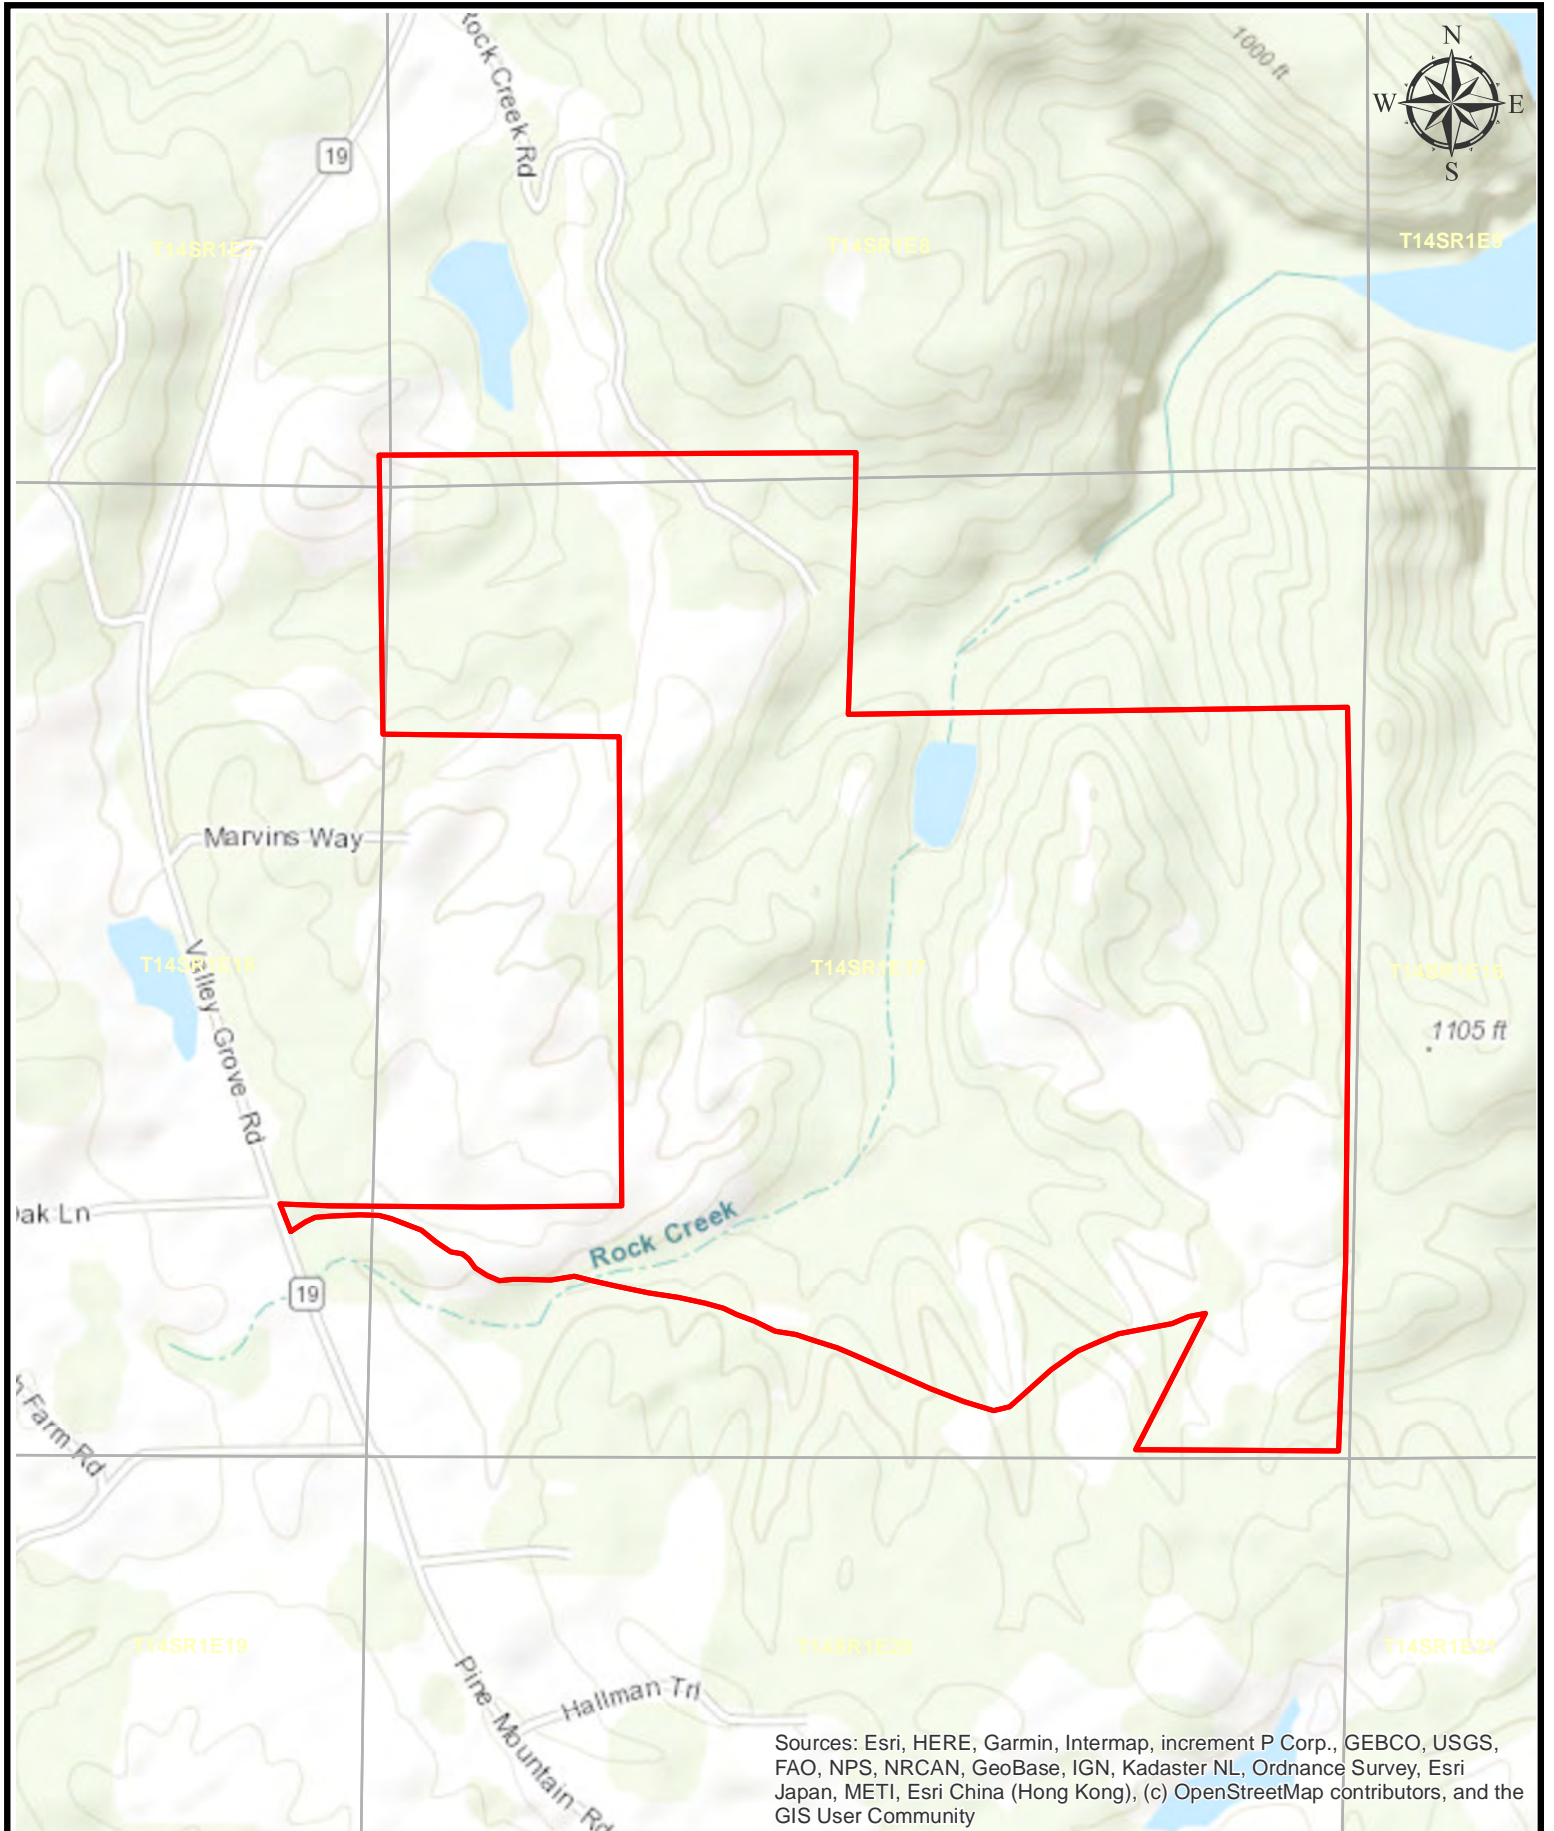 N
W E
S
1000 ft
Rock Creek Rd
19
T14SR1E7
T14SR1E8
T14SR1E9
Marvins Way
T14SR1E18
Valley Grove Rd
T14SR1E17
T14SR1E16
1105 ft
Oak Ln
Rock Creek
19
Farm Rd
T14SR1E19
T14SR1E20
T14SR1E21
Pine Mountain Rd
Hallman Trl
Sources: Esri, HERE, Garmin, Intermap, increment P Corp., GEBCO, USGS,
FAO, NPS, NRCAN, GeoBase, IGN, Kadaster NL, Ordnance Survey, Esri
Japan, METI, Esri China (Hong Kong), (c) OpenStreetMap contributors, and the
GIS User Community